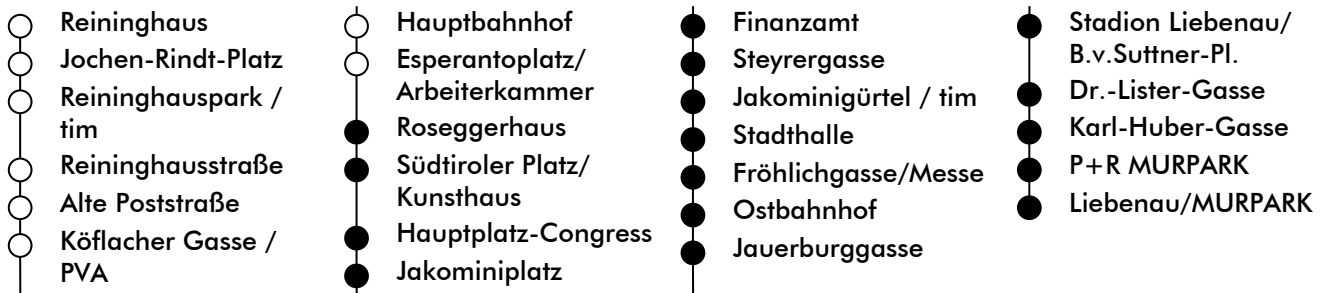 Reininghaus
Jochen-Rindt-Platz
Reininghauspark /
tim
Reininghausstraße
Alte Poststraße
Köflacher Gasse /
PVA
Hauptbahnhof
Esperantoplatz/
Arbeiterkammer
Roseggerhaus
Südtiroler Platz/
Kunsthaus
Hauptplatz-Congress
Jakominiplatz
Finanzamt
Steyrergasse
Jakominigürtel / tim
Stadthalle
Fröhlichgasse/Messe
Ostbahnhof
Jauerburggasse
Stadion Liebenau/
B.v.Suttner-Pl.
Dr.-Lister-Gasse
Karl-Huber-Gasse
P+R MURPARK
Liebenau/MURPARK